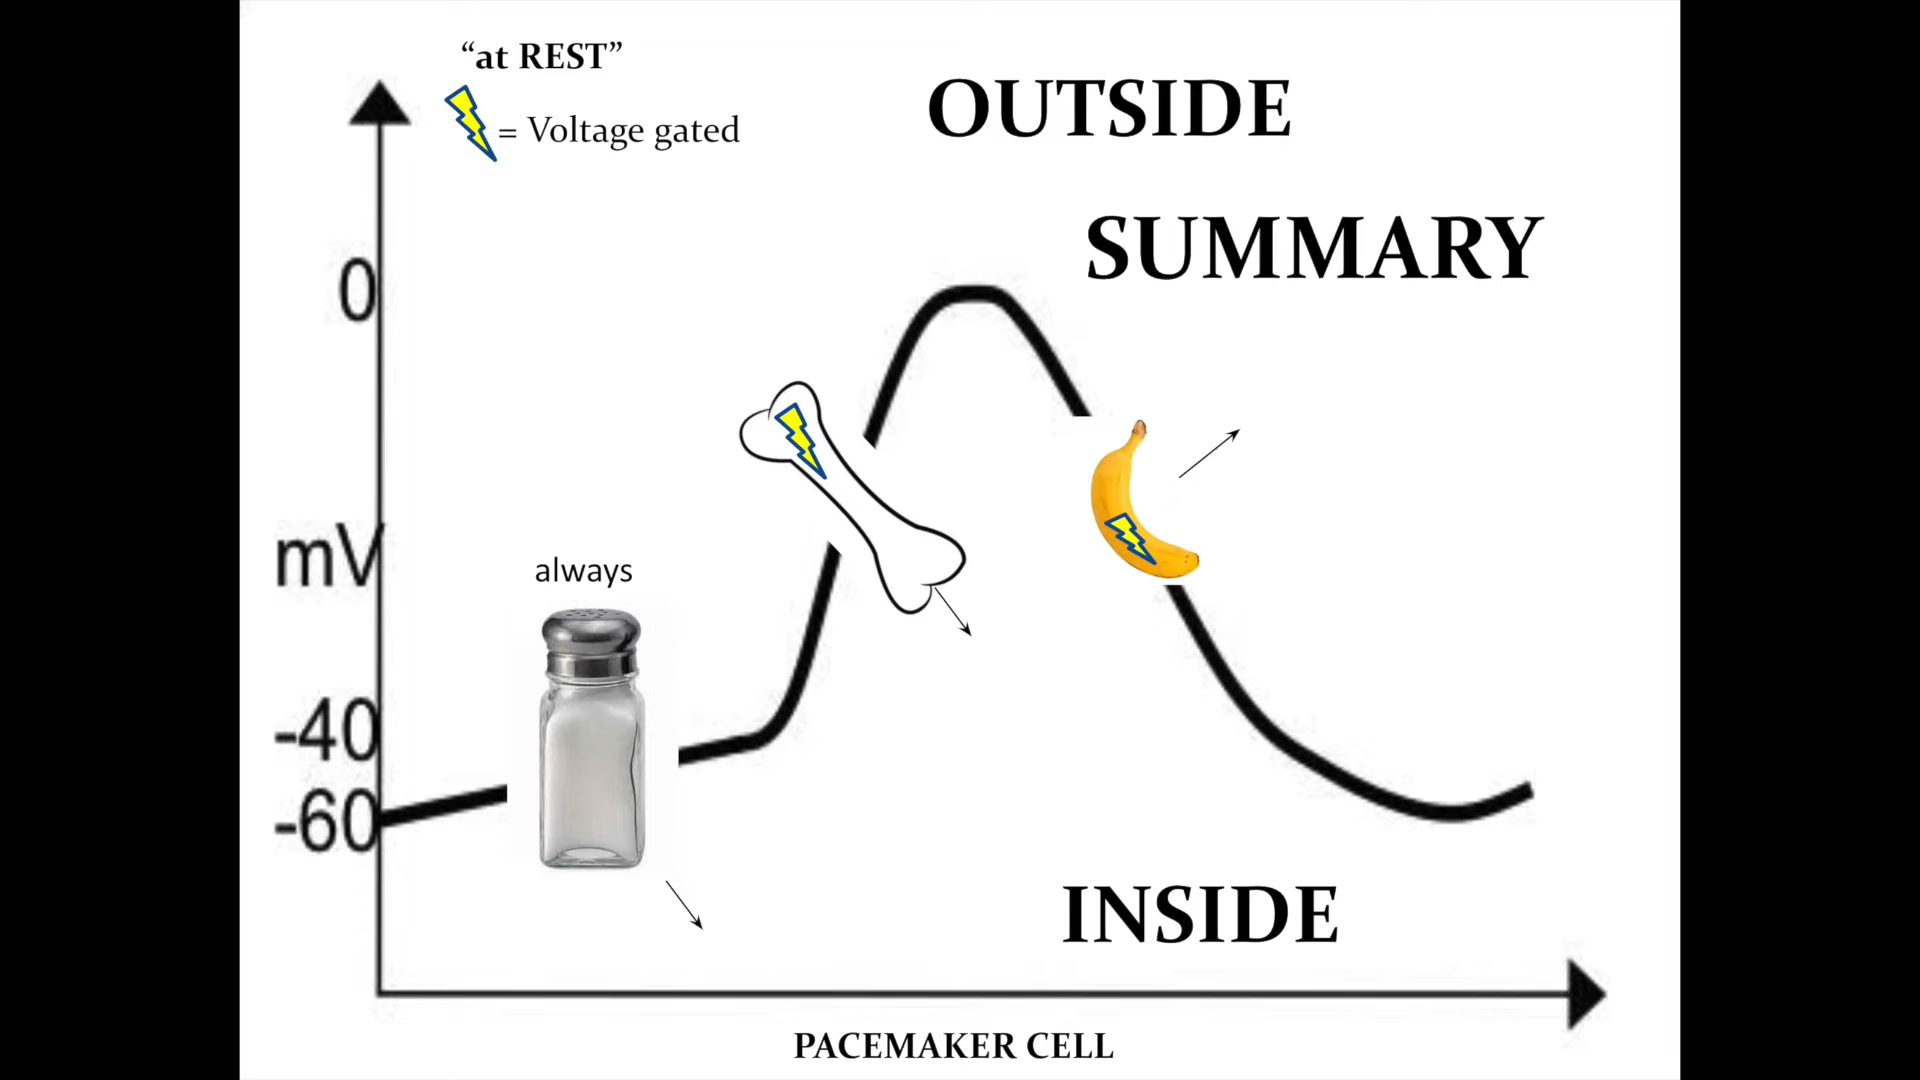 “at REST”
= Voltage gated
OUTSIDE
SUMMARY
0
mV
always
-40
-60
INSIDE
PACEMAKER CELL